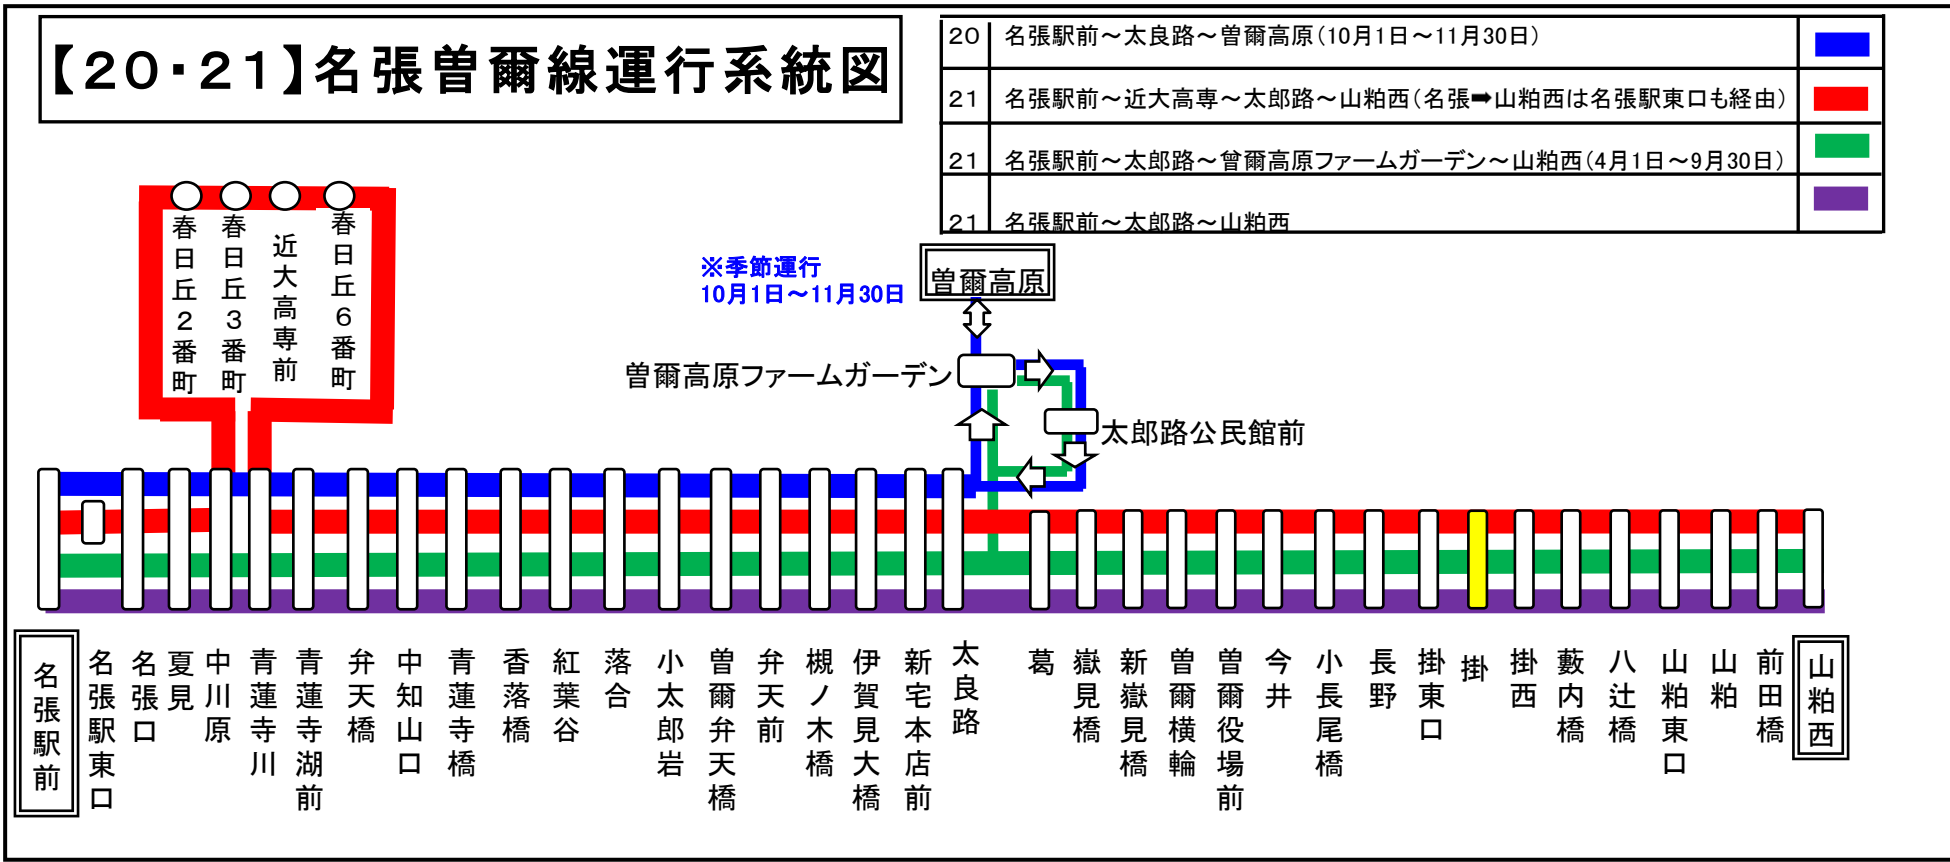 【20・21】名張曽爾線運行系統図
20 名張駅前～太良路～曽爾高原(10月1日～11月30日)
21 名張駅前～近大高専～太郎路～山粕西(名張➡山粕西は名張駅東口も経由)
21 名張駅前～太郎路～曾爾高原ファームガーデン～山粕西(4月1日～9月30日)
21 名張駅前～太郎路～山粕西
春日丘2番町
春日丘3番町
近大高専前
春日丘6番町
※季節運行
10月1日～11月30日
曽爾高原
曽爾高原ファームガーデン
太郎路公民館前
名張駅前
名張駅東口
名張口
夏見
中川原
青蓮寺川
青蓮寺湖前
弁天橋
中知山口
青蓮寺橋
香落橋
紅葉谷
落合
小太郎岩
曽爾弁天橋
弁天前
槻ノ木橋
伊賀見大橋
新宅本店前
太良路
葛
嶽見橋
新嶽見橋
曽爾横輪
曽爾役場前
今井
小長尾橋
長野
掛東口
掛
掛西
藪内橋
八辻橋
山粕東口
山粕
前田橋
山粕西